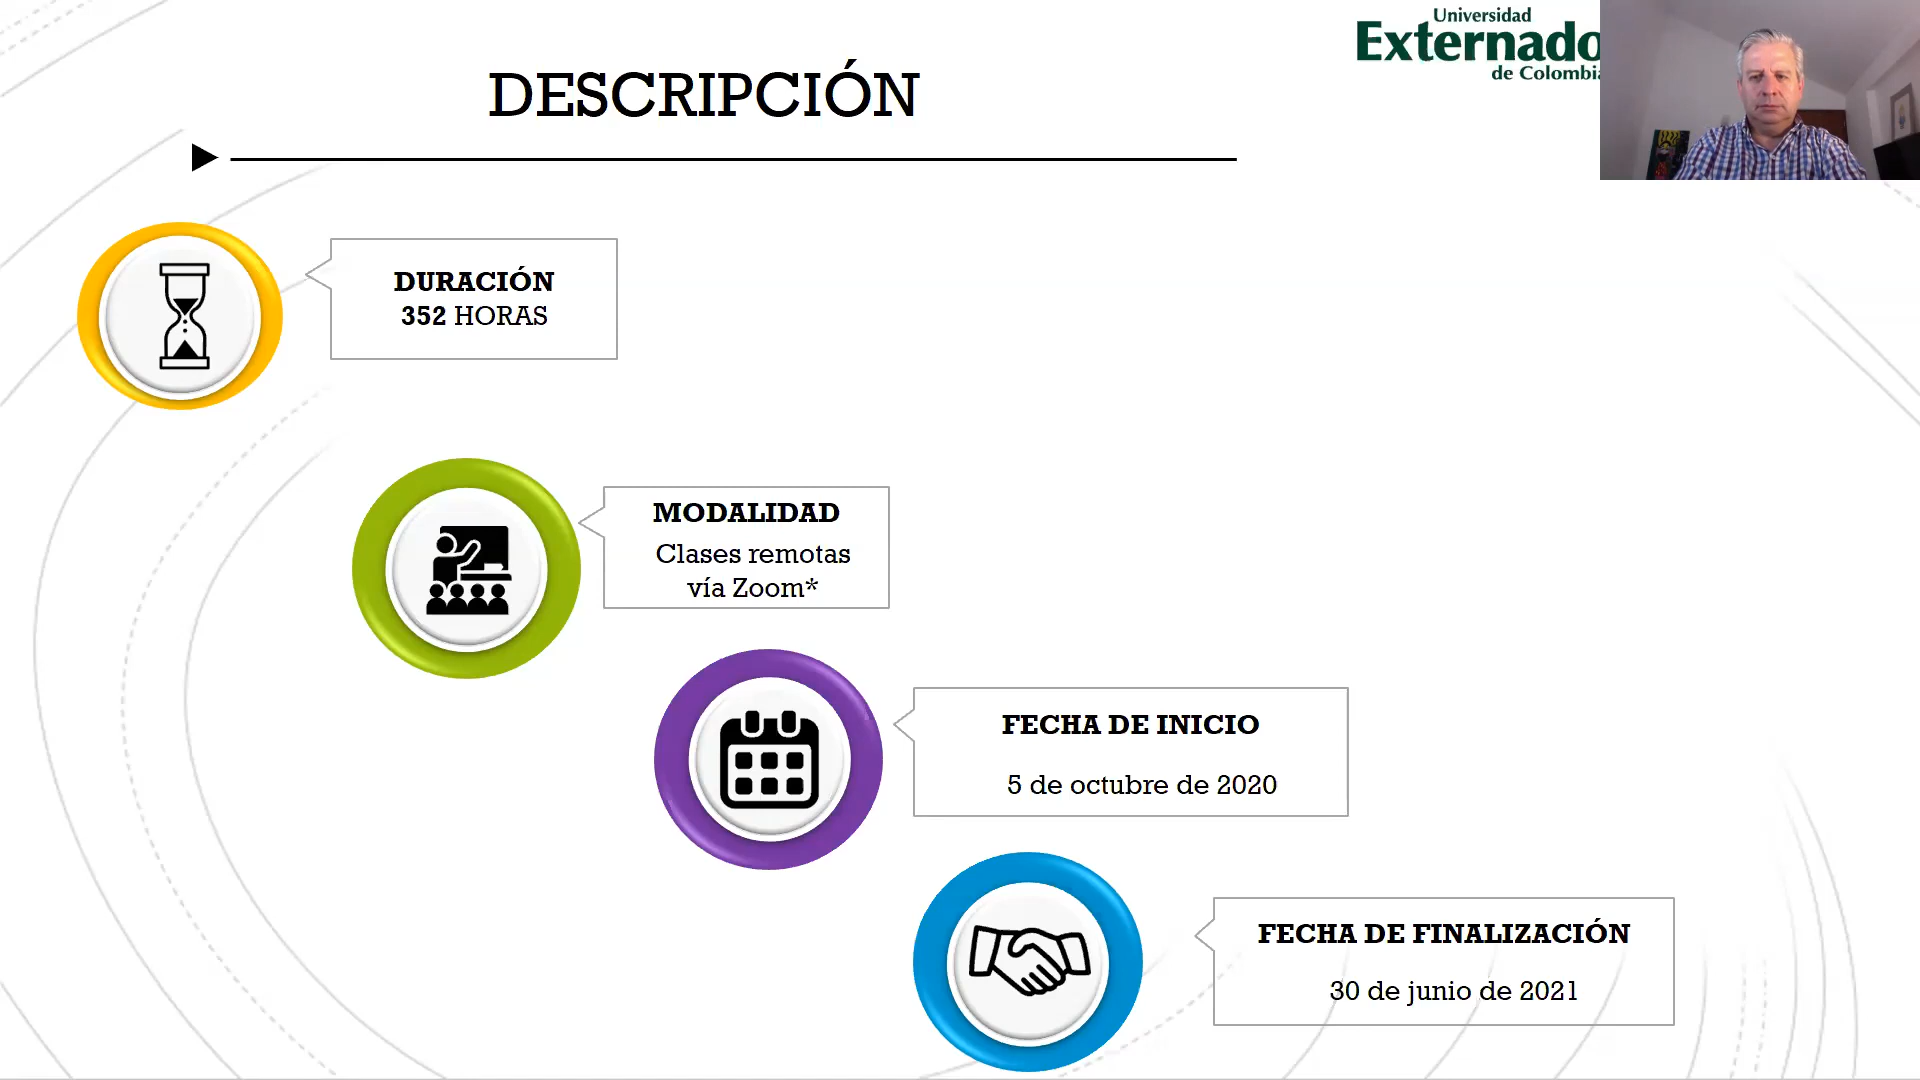 Universidad
Externado
de Colombia
DESCRIPCIÓN
DURACIÓN
352 HORAS
MODALIDAD
Clases remotas
vía Zoom*
FECHA DE INICIO
5 de octubre de 2020
FECHA DE FINALIZACIÓN
30 de junio de 2021